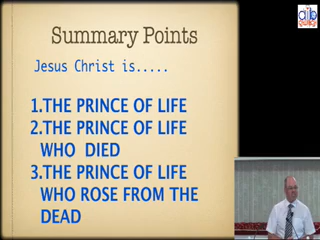 Summary Points
Jesus Christ is.....
1.THE PRINCE OF LIFE
2.THE PRINCE OF LIFE
WHO DIED
3.THE PRINCE OF LIFE
WHO ROSE FROM THE
DEAD